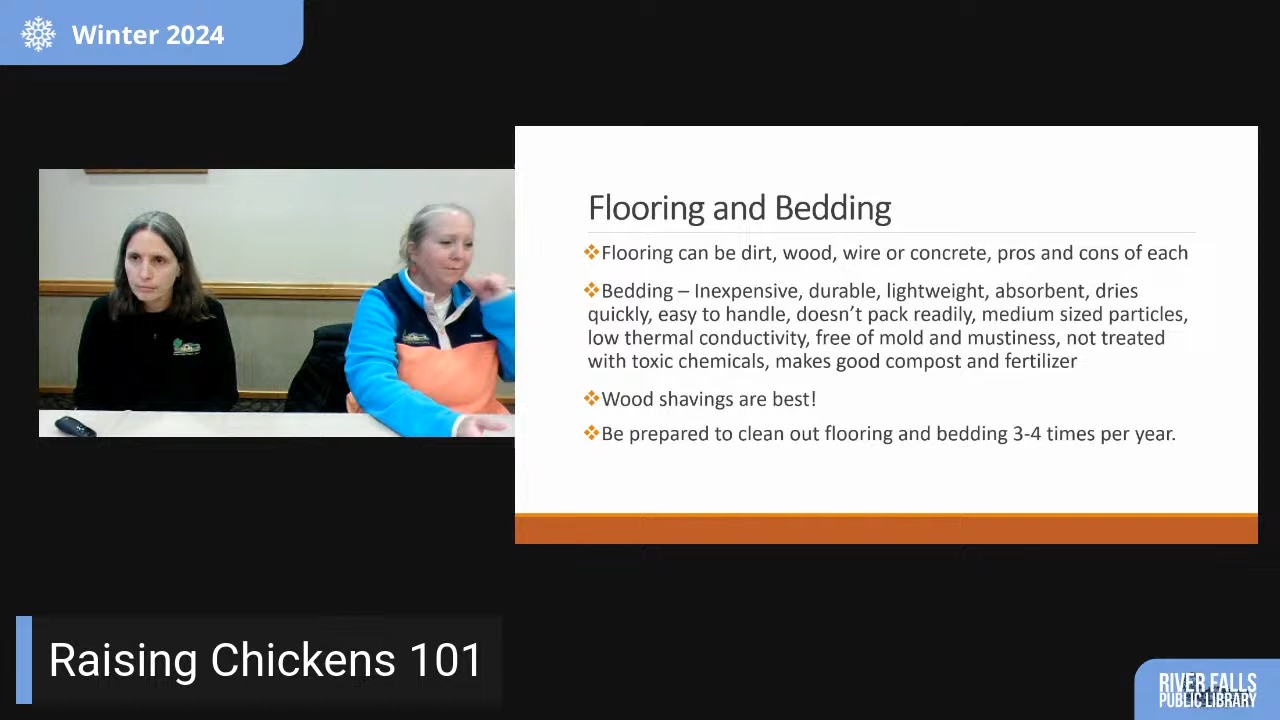 Winter 2024
Flooring and Bedding
❖Flooring can be dirt, wood, wire or concrete, pros and cons of each
❖Bedding – Inexpensive, durable, lightweight, absorbent, dries
quickly, easy to handle, doesn't pack readily, medium sized particles,
low thermal conductivity, free of mold and mustiness, not treated
with toxic chemicals, makes good compost and fertilizer
❖Wood shavings are best!
❖Be prepared to clean out flooring and bedding 3-4 times per year.
Raising Chickens 101
RIVER FALLS
PUBLIC LIBRARY